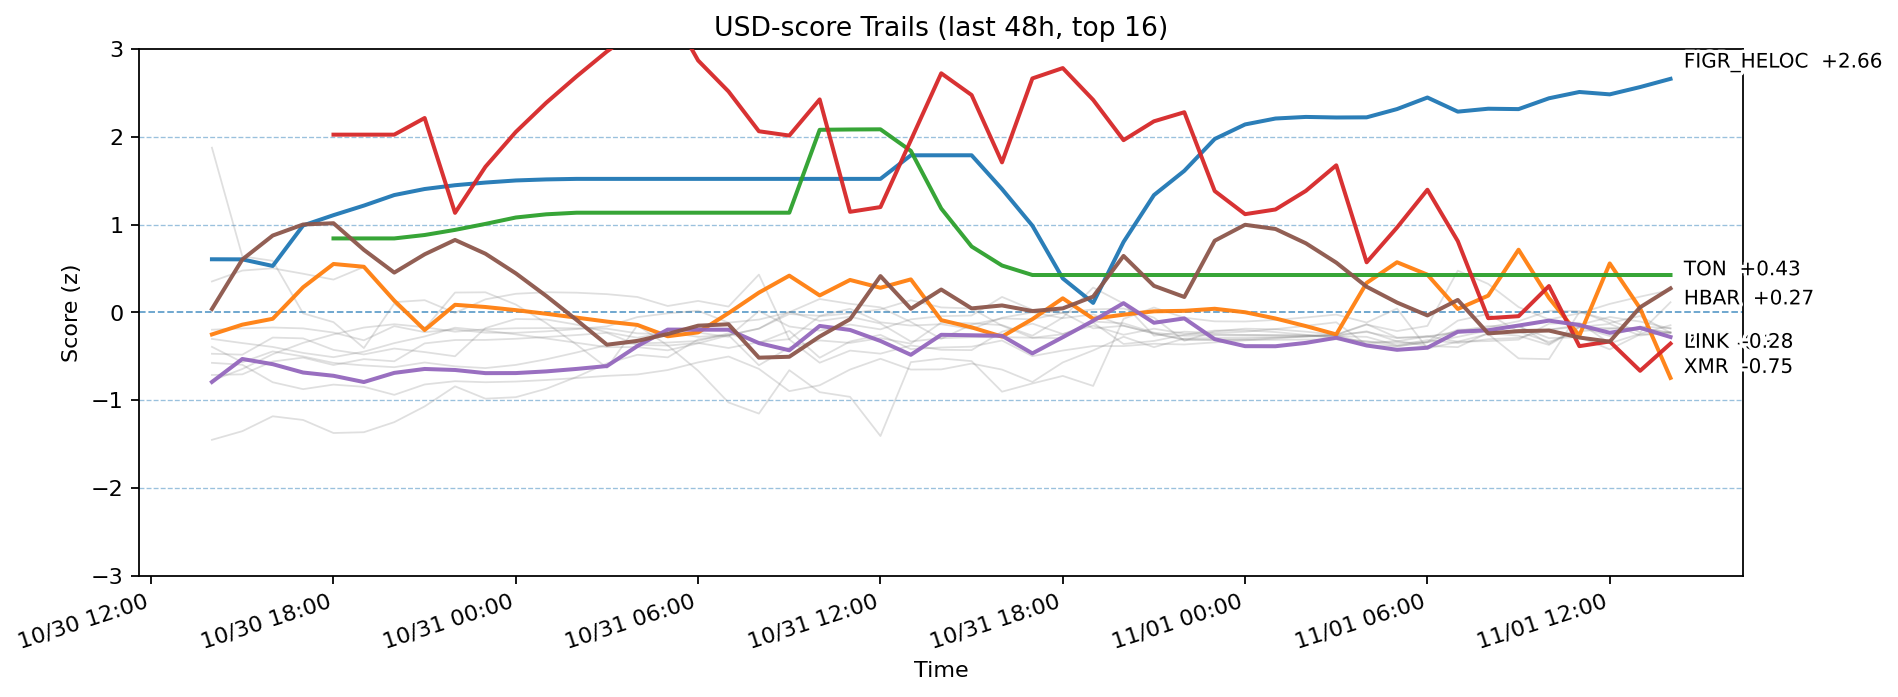 USD-score Trails (last 48h, top 16)
Score (z)
3
2
1
0
−1
−2
−3
FIGR_HELOC +2.66
TON +0.43
HBAR +0.27
LINK -0.28
XMR -0.75
10/30 12:00
10/30 18:00
10/31 00:00
10/31 06:00
10/31 12:00
10/31 18:00
11/01 00:00
11/01 06:00
11/01 12:00
Time